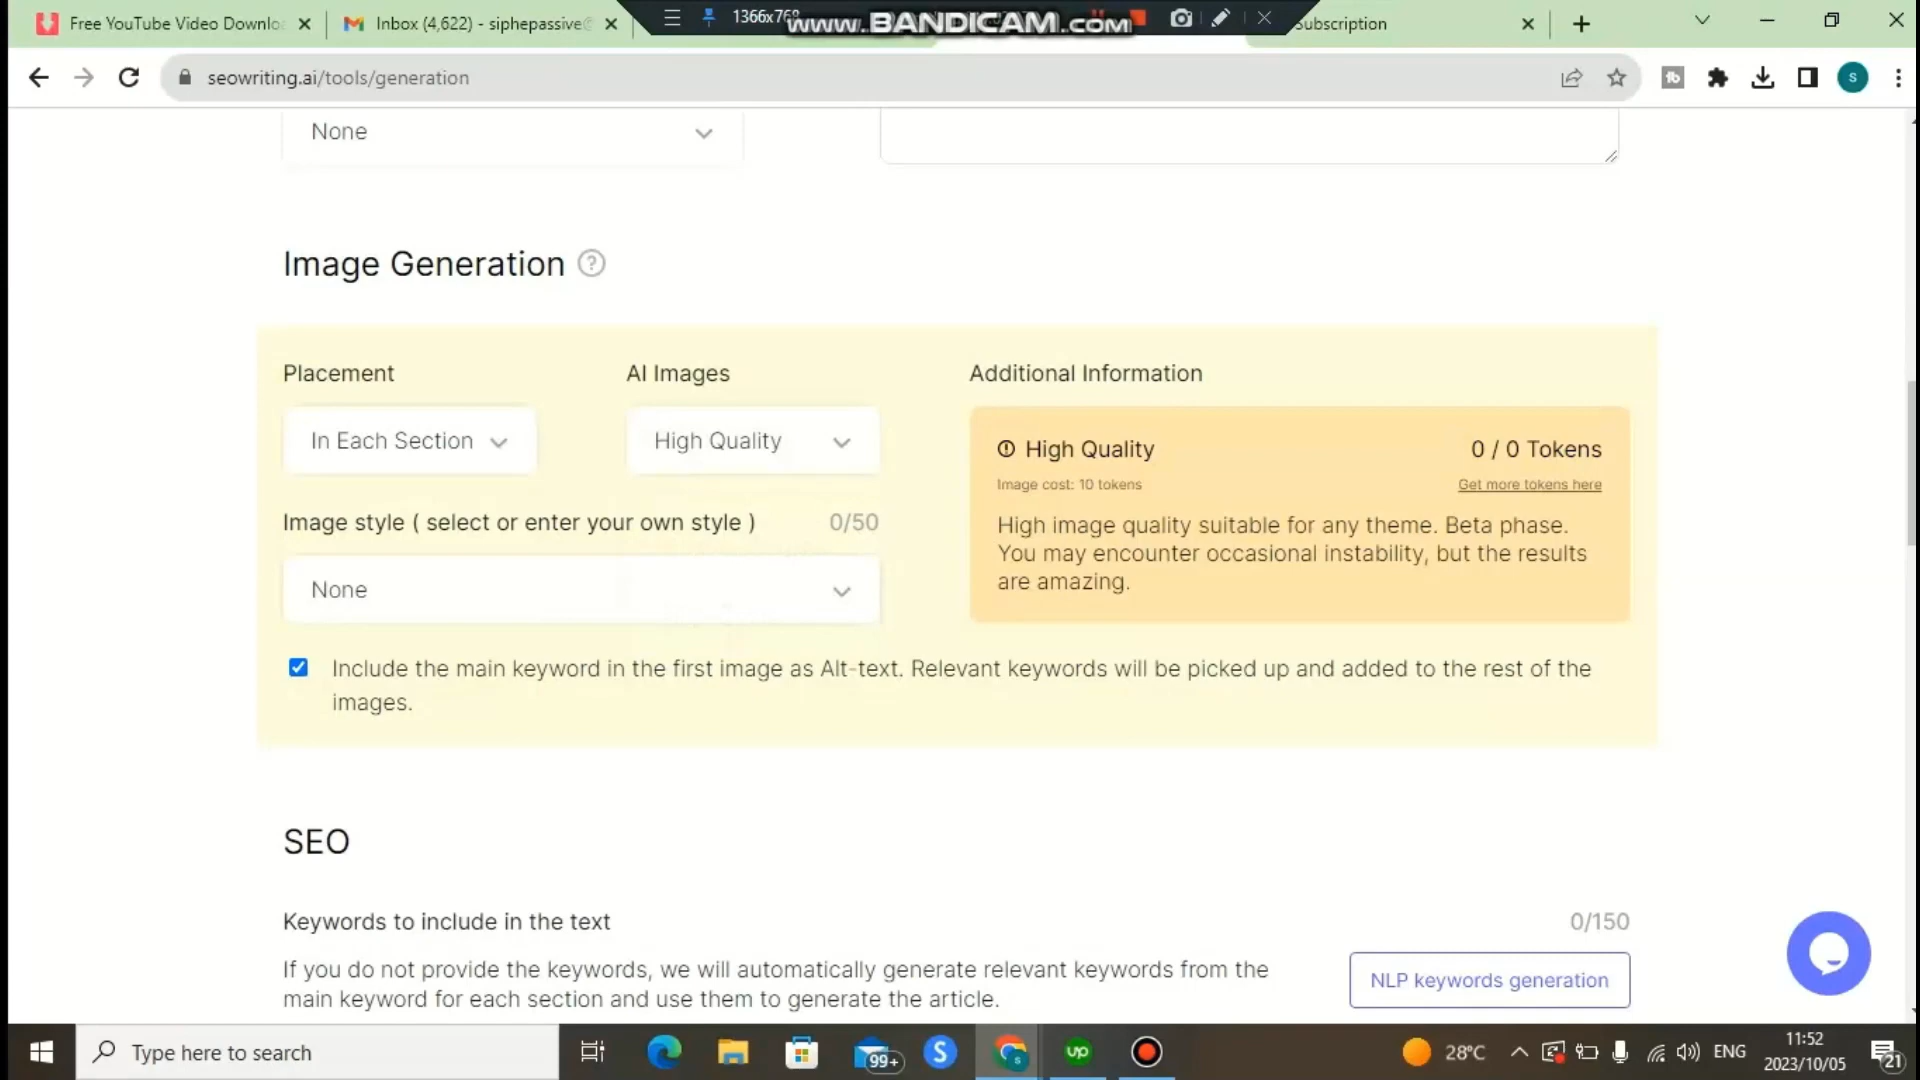 Free YouTube Video Downlo
Inbox (4,622) - siphepassive@
1366x768
www.BANDICAM.com
Subscription
seowriting.ai/tools/generation
None
Image Generation
Placement
AI Images
Additional Information
In Each Section
High Quality
High Quality
0 / 0 Tokens
Image cost: 10 tokens
Get more tokens here
Image style ( select or enter your own style )
0/50
High image quality suitable for any theme. Beta phase.
You may encounter occasional instability, but the results
are amazing.
None
Include the main keyword in the first image as Alt-text. Relevant keywords will be picked up and added to the rest of the
images.
SEO
Keywords to include in the text
0/150
If you do not provide the keywords, we will automatically generate relevant keywords from the
main keyword for each section and use them to generate the article.
NLP keywords generation
Type here to search
99+
S
up
28°C
ENG
11:52
2023/10/05
21